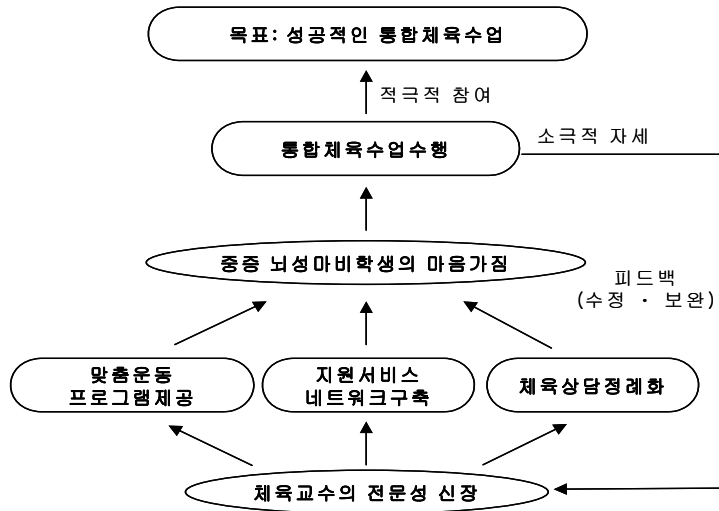 목표: 성공적인 통합체육수업
적극적 참여
통합체육수업수행
소극적 자세
중증 뇌성마비학생의 마음가짐
피드백
(수정 · 보완)
맞춤운동
프로그램제공
지원서비스
네트워크구축
체육상담정례화
체육교수의 전문성 신장